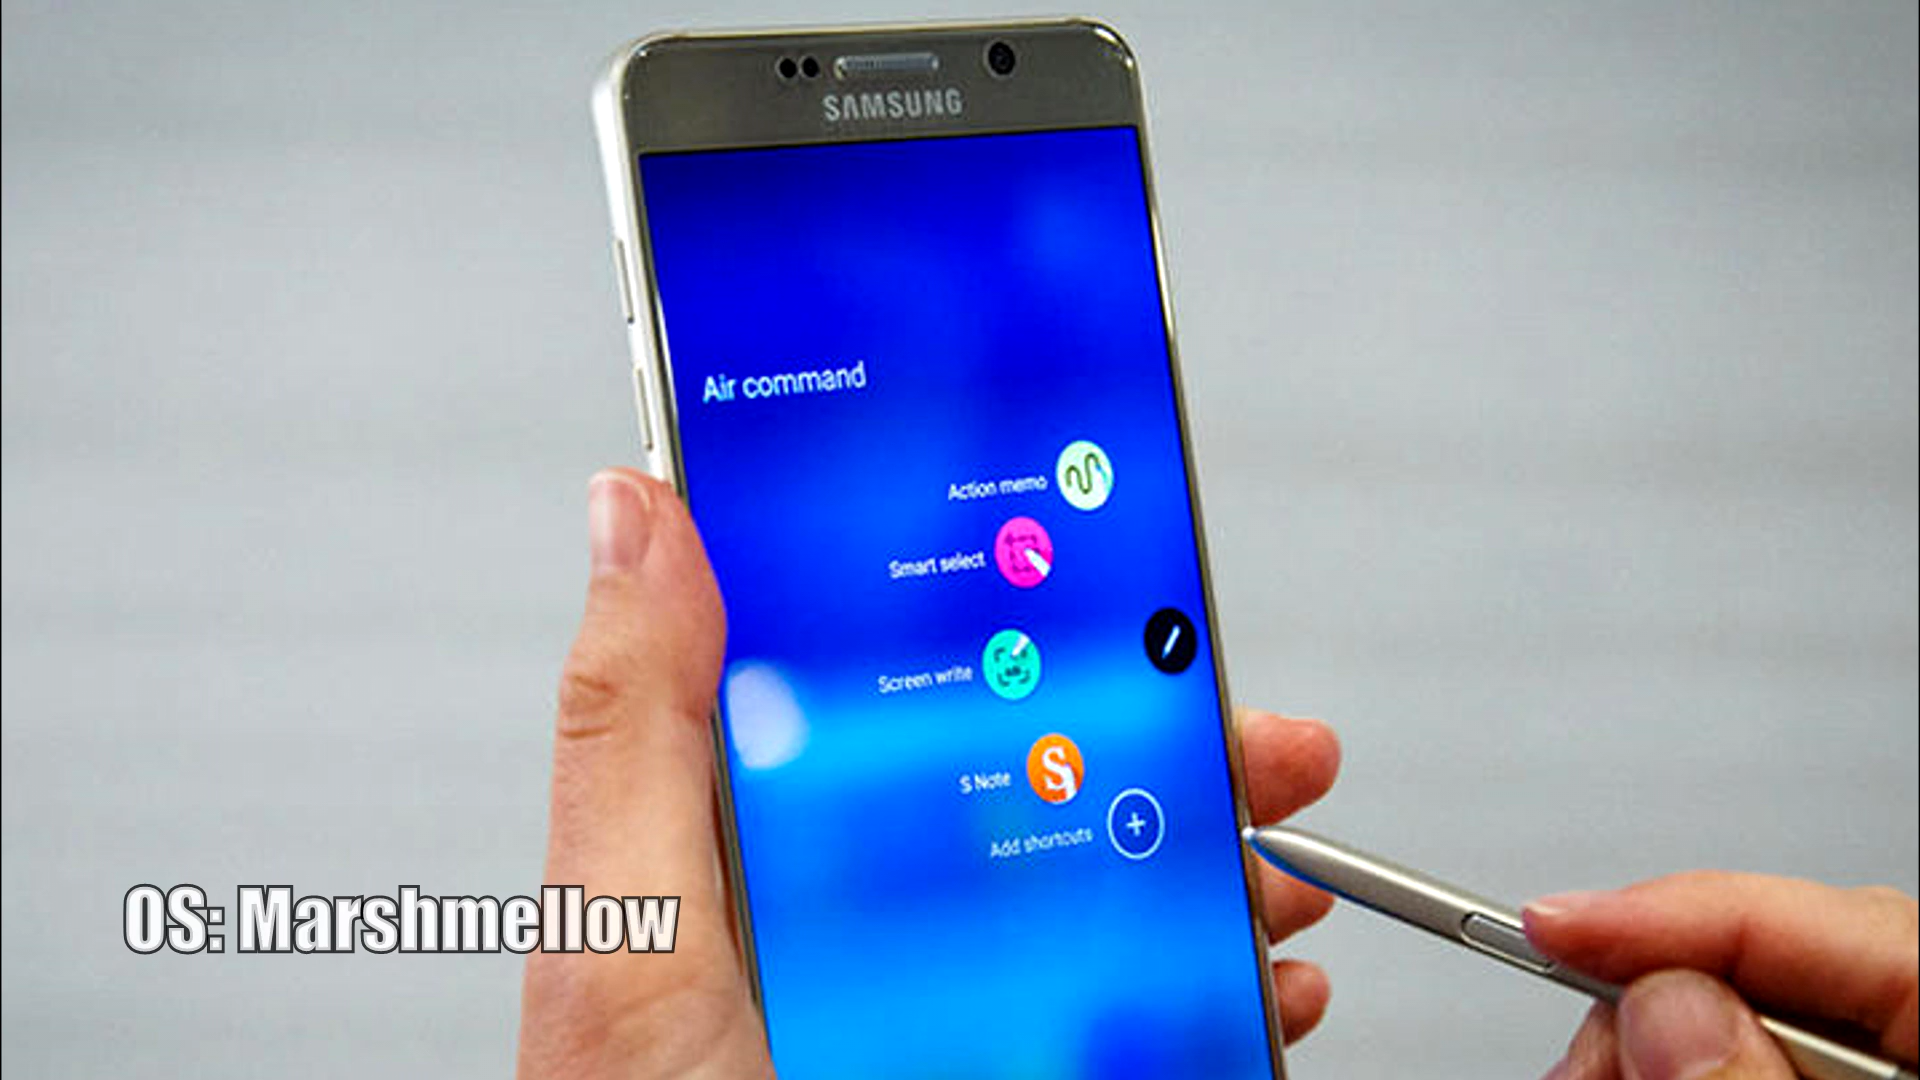 SAMSUNG
Air command
Action memo
Smart select
Screen write
S Note
Add shortcuts
OS: Marshmellow